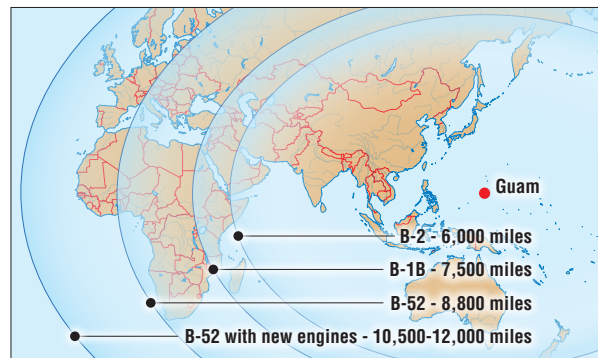 Guam
B-2 - 6,000 miles
B-1B - 7,500 miles
B-52 - 8,800 miles
B-52 with new engines - 10,500-12,000 miles